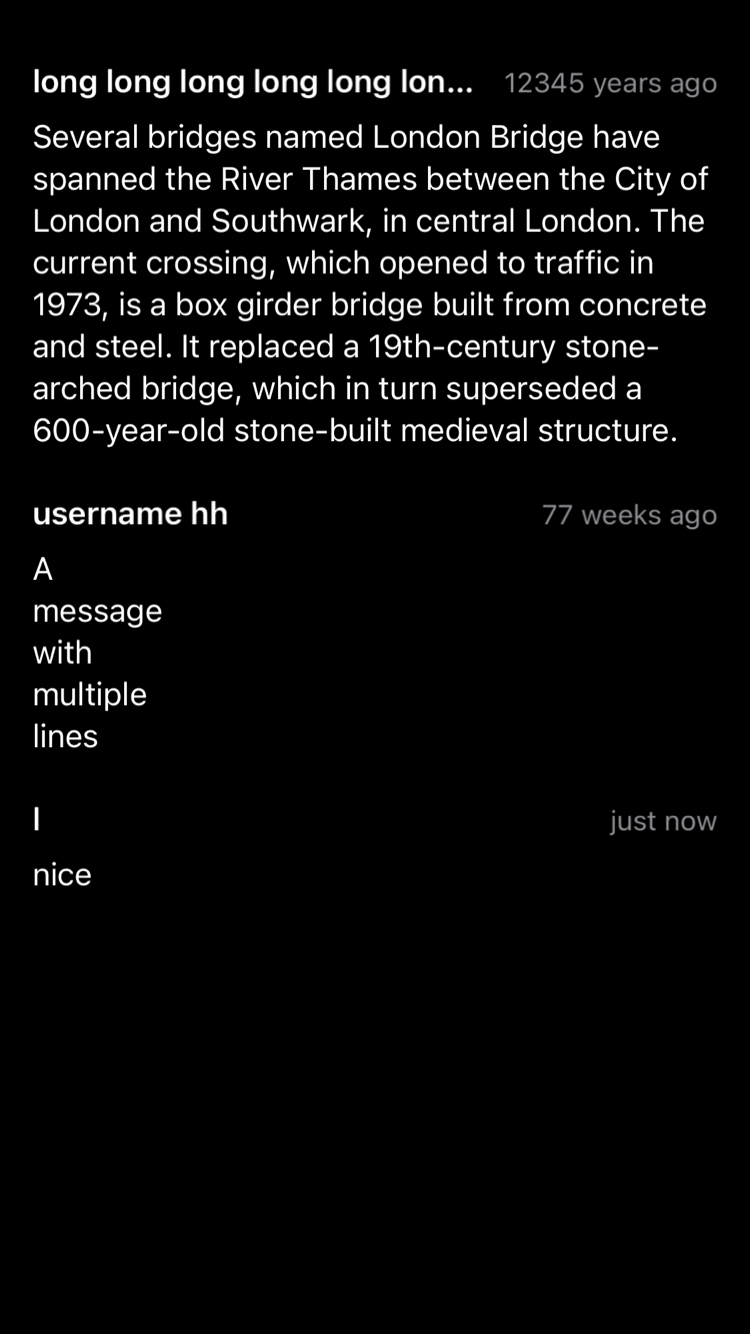 long long long long long lon... 12345 years ago
Several bridges named London Bridge have
spanned the River Thames between the City of
London and Southwark, in central London. The
current crossing, which opened to traffic in
1973, is a box girder bridge built from concrete
and steel. It replaced a 19th-century stone-
arched bridge, which in turn superseded a
600-year-old stone-built medieval structure.
username hh 77 weeks ago
A
message
with
multiple
lines
I just now
nice